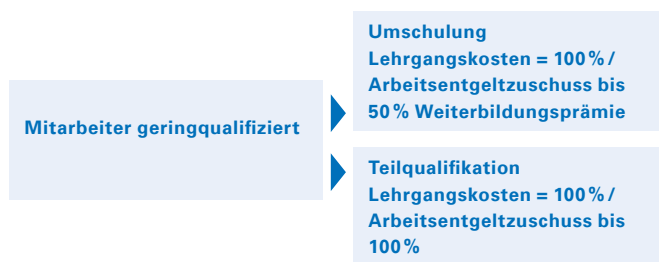 Mitarbeiter geringqualifiziert
Umschulung
Lehrgangskosten = 100 % /
Arbeitsentgeltzuschuss bis
50 % Weiterbildungsprämie
Teilqualifikation
Lehrgangskosten = 100 % /
Arbeitsentgeltzuschuss bis
100 %